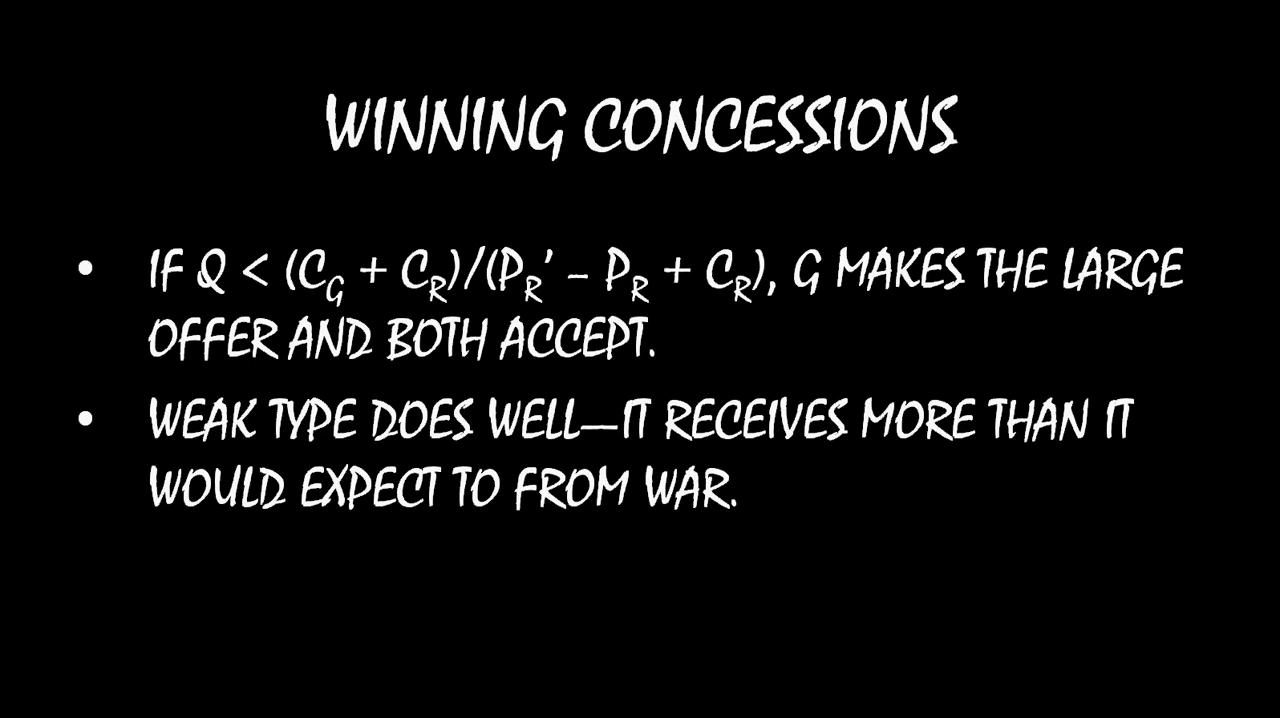 WINNING CONCESSIONS
• IF Q < (C_G + C_R)/(P_R' – P_R + C_R), G MAKES THE LARGE
OFFER AND BOTH ACCEPT.
• WEAK TYPE DOES WELL—IT RECEIVES MORE THAN IT
WOULD EXPECT TO FROM WAR.